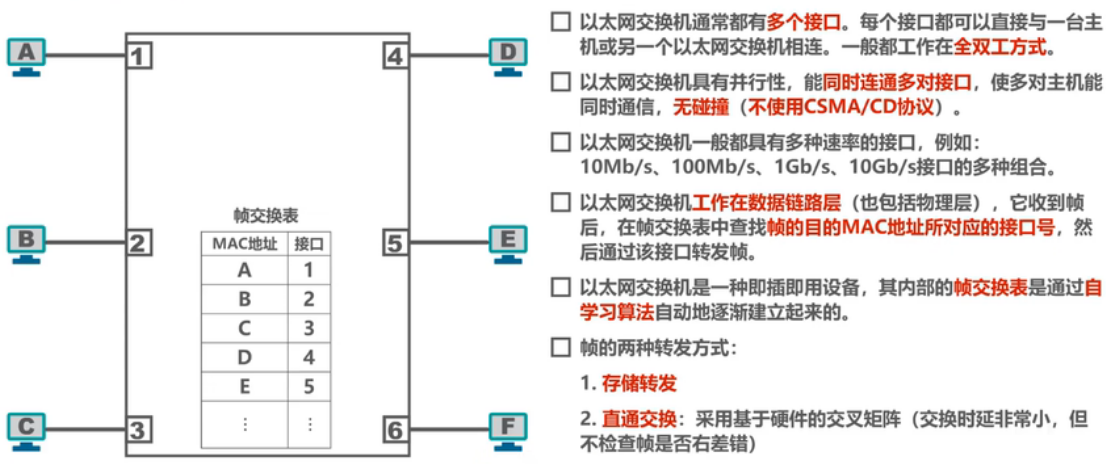 A
1
4
D
B
2
5
E
C
3
6
F
帧交换表
MAC地址 接口
A 1
B 2
C 3
D 4
E 5
⋮ ⋮
以太网交换机通常都有多个接口。每个接口都可以直接与一台主
机或另一个以太网交换机相连。一般都工作在全双工方式。
以太网交换机具有并行性，能同时连通多对接口，使多对主机能
同时通信，无碰撞（不使用CSMA/CD协议）。
以太网交换机一般都具有多种速率的接口，例如：
10Mb/s、100Mb/s、1Gb/s、10Gb/s接口的多种组合。
以太网交换机工作在数据链路层（也包括物理层），它收到帧
后，在帧交换表中查找帧的目的MAC地址所对应的接口号，然
后通过该接口转发帧。
以太网交换机是一种即插即用设备，其内部的帧交换表是通过自
学习算法自动地逐渐建立起来的。
帧的两种转发方式：
1. 存储转发
2. 直通交换：采用基于硬件的交叉矩阵（交换时延非常小，但
不检查帧是否右差错）